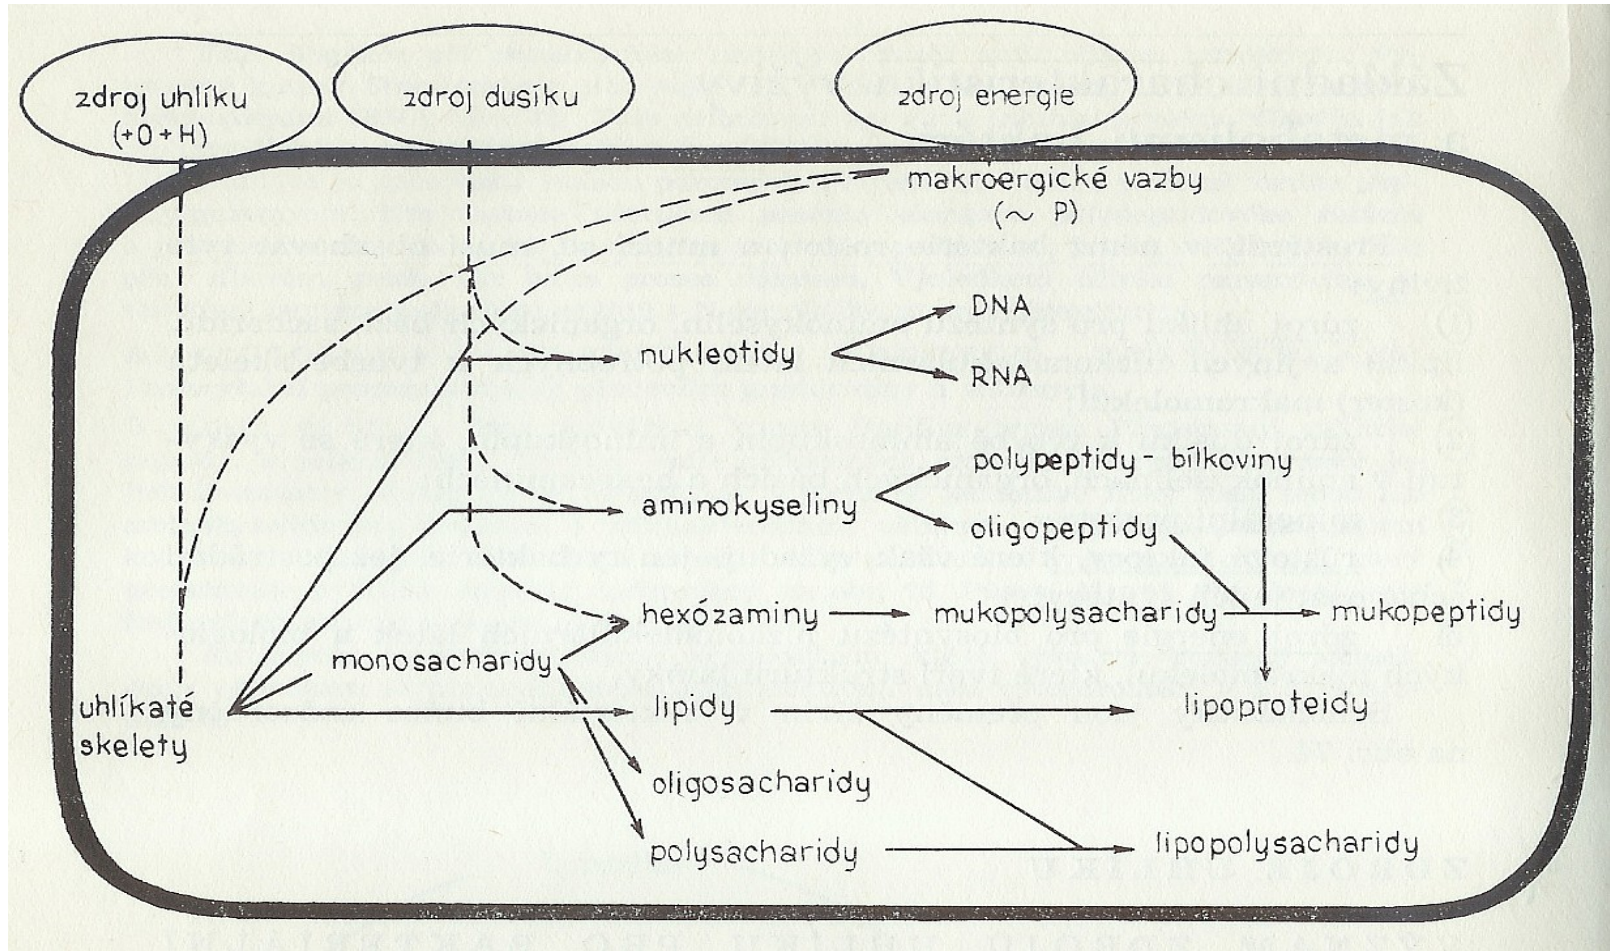 zdroj uhlíku
(+O+H)
zdroj dusíku
zdroj energie
makroergické vazby
(~ P)
DNA
nukleotidy
RNA
polypeptidy - bílkoviny
aminokyseliny
oligopeptidy
hexózaminy
mukopolysacharidy
mukopeptidy
monosacharidy
uhlíkaté
skelety
lipidy
lipoproteidy
oligosacharidy
polysacharidy
lipopolysacharidy